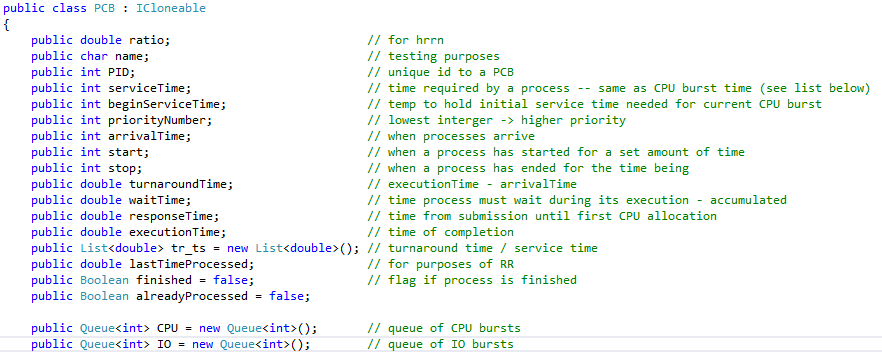 public class PCB : ICloneable
{
    public double ratio;                            // for hrrn
    public char name;                               // testing purposes
    public int PID;                                 // unique id to a PCB
    public int serviceTime;                         // time required by a process -- same as CPU burst time (see list below)
    public int beginServiceTime;                    // temp to hold initial service time needed for current CPU burst
    public int priorityNumber;                      // lowest interger -> higher priority
    public int arrivalTime;                         // when processes arrive
    public int start;                               // when a process has started for a set amount of time
    public int stop;                                // when a process has ended for the time being
    public double turnaroundTime;                   // executionTime - arrivalTime
    public double waitTime;                         // time process must wait during its execution - accumulated
    public double responseTime;                     // time from submission until first CPU allocation
    public double executionTime;                    // time of completion
    public List<double> tr_ts = new List<double>(); // turnaround time / service time
    public double lastTimeProcessed;                // for purposes of RR
    public Boolean finished = false;                // flag if process is finished
    public Boolean alreadyProcessed = false;

    public Queue<int> CPU = new Queue<int>();       // queue of CPU bursts
    public Queue<int> IO = new Queue<int>();        // queue of IO bursts